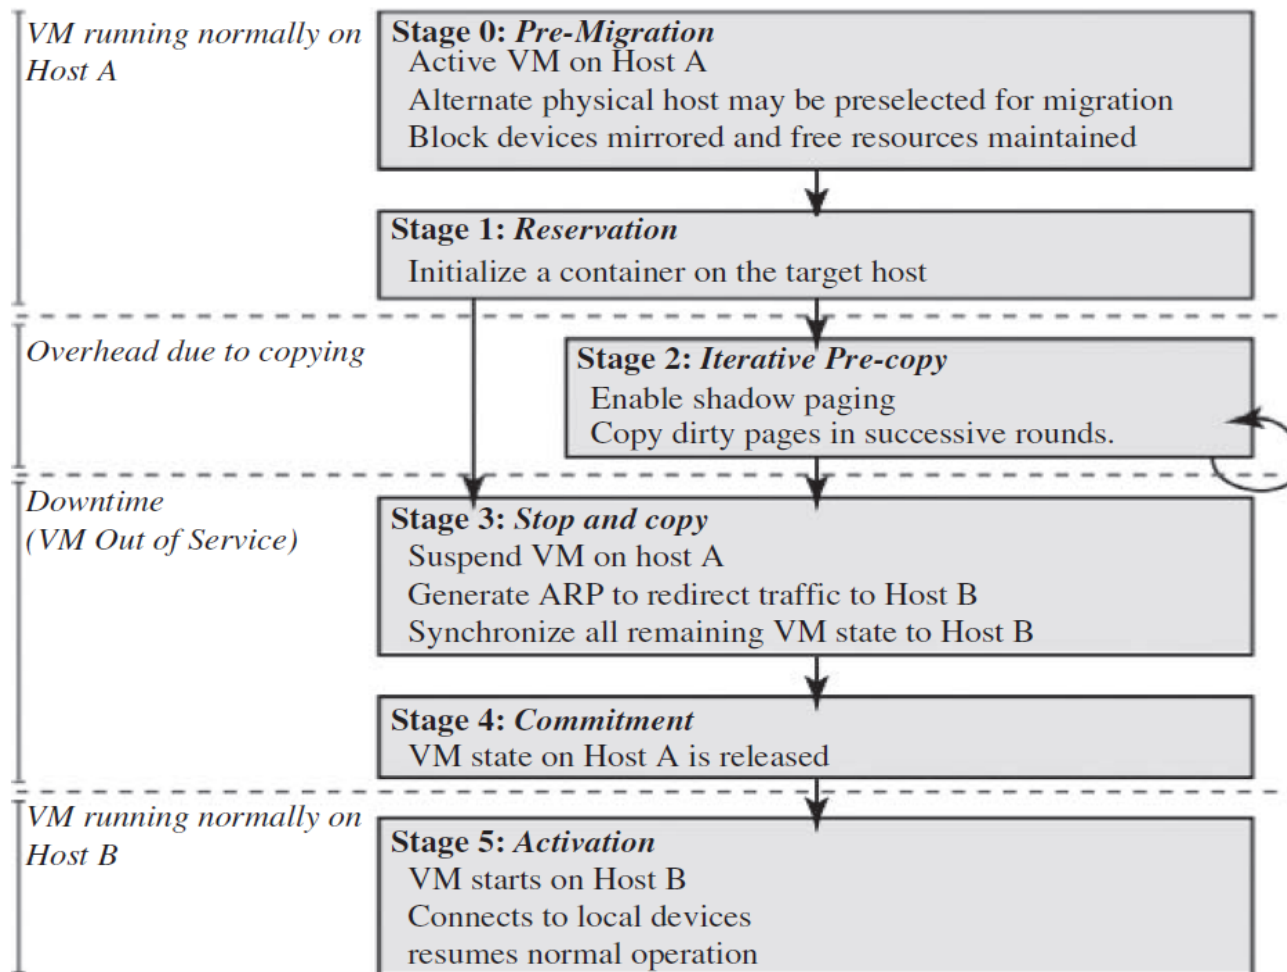 VM running normally on
Host A
Stage 0: Pre-Migration
Active VM on Host A
Alternate physical host may be preselected for migration
Block devices mirrored and free resources maintained
Stage 1: Reservation
Initialize a container on the target host
Overhead due to copying
Stage 2: Iterative Pre-copy
Enable shadow paging
Copy dirty pages in successive rounds.
Downtime
(VM Out of Service)
Stage 3: Stop and copy
Suspend VM on host A
Generate ARP to redirect traffic to Host B
Synchronize all remaining VM state to Host B
Stage 4: Commitment
VM state on Host A is released
VM running normally on
Host B
Stage 5: Activation
VM starts on Host B
Connects to local devices
resumes normal operation